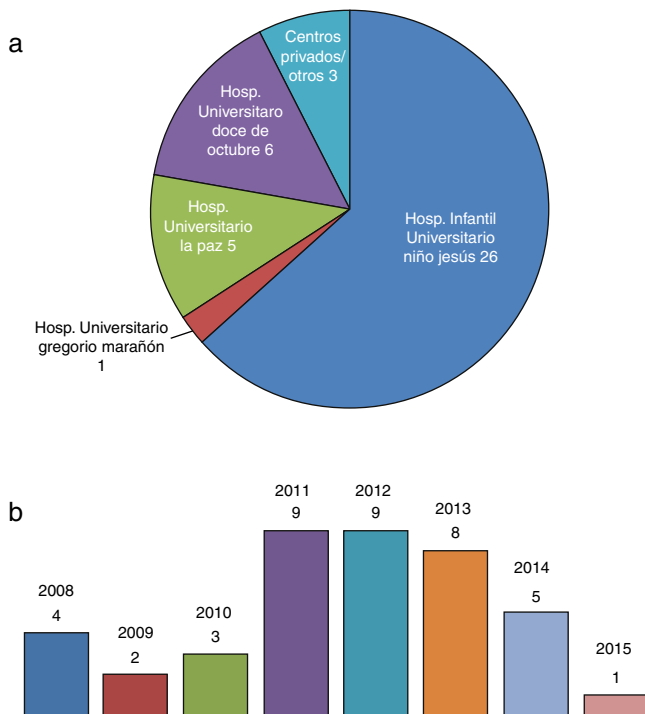 a
Centros
privados/
otros 3
Hosp.
Universitaro
doce de
octubre 6
Hosp.
Universitario
la paz 5
Hosp. Infantil
Universitario
niño jesús 26
Hosp. Universitario
gregorio marañón
1
b
2008
4
2009
2
2010
3
2011
9
2012
9
2013
8
2014
5
2015
1